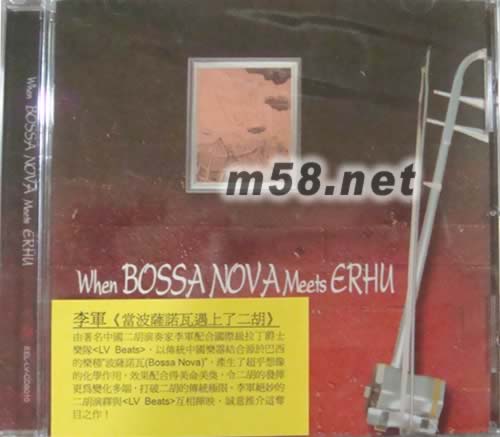 When BOSSA NOVA Meets ERHU
EEL-LV-CD8010
m58.net
When BOSSA NOVA Meets ERHU
李軍《當波薩諾瓦遇上了二胡》
由著名中國二胡演奏家李軍配合國際級拉丁爵士
樂隊<LV Beats>，以傳統中國樂器結合源於巴西
的樂種"波薩諾瓦(Bossa Nova)"，產生了超乎想像
的化學作用，效果配合得美侖美奐，令二胡的發揮
更為變化多端，打破二胡的傳統極限。李軍絕妙的
二胡演釋與<LV Beats>互相輝映，誠意推介這奪
目之作！